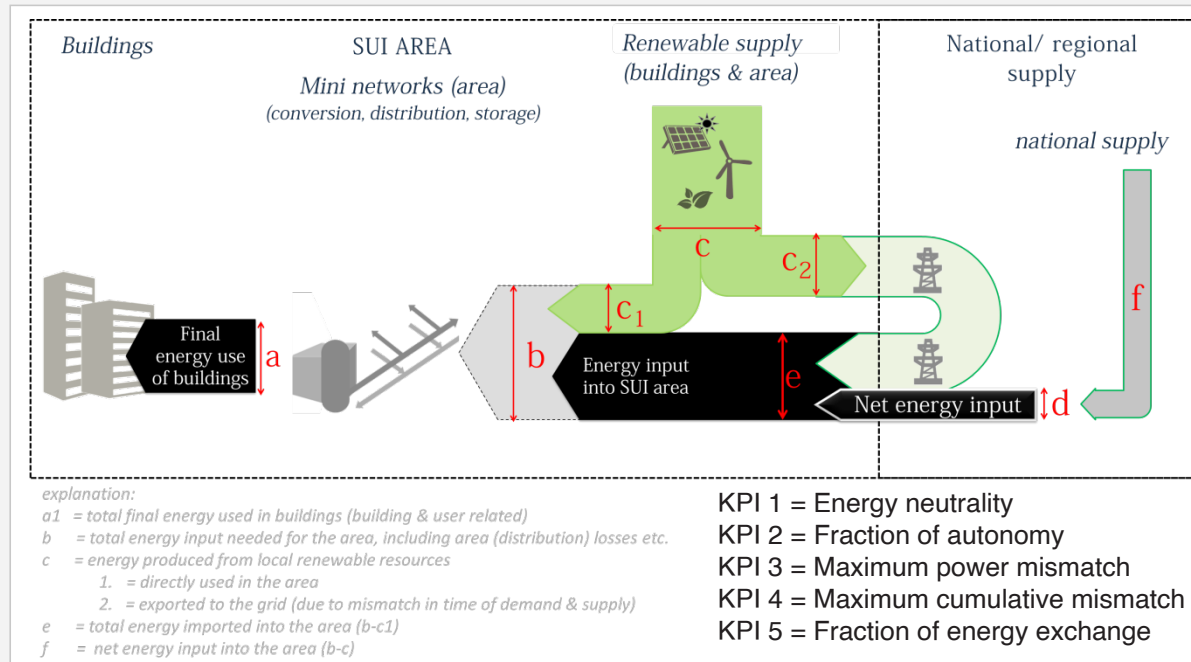 Buildings
SUI AREA
Mini networks (area)
(conversion, distribution, storage)
Renewable supply
(buildings & area)
National/ regional
supply
national supply
c
c2
c1
f
Final
energy use
of buildings
a
b
Energy input
into SUI area
e
Net energy input
d
explanation:
a1 = total final energy used in buildings (building & user related)
b = total energy input needed for the area, including area (distribution) losses etc.
c = energy produced from local renewable resources
1. = directly used in the area
2. = exported to the grid (due to mismatch in time of demand & supply)
e = total energy imported into the area (b-c1)
f = net energy input into the area (b-c)
KPI 1 = Energy neutrality
KPI 2 = Fraction of autonomy
KPI 3 = Maximum power mismatch
KPI 4 = Maximum cumulative mismatch
KPI 5 = Fraction of energy exchange